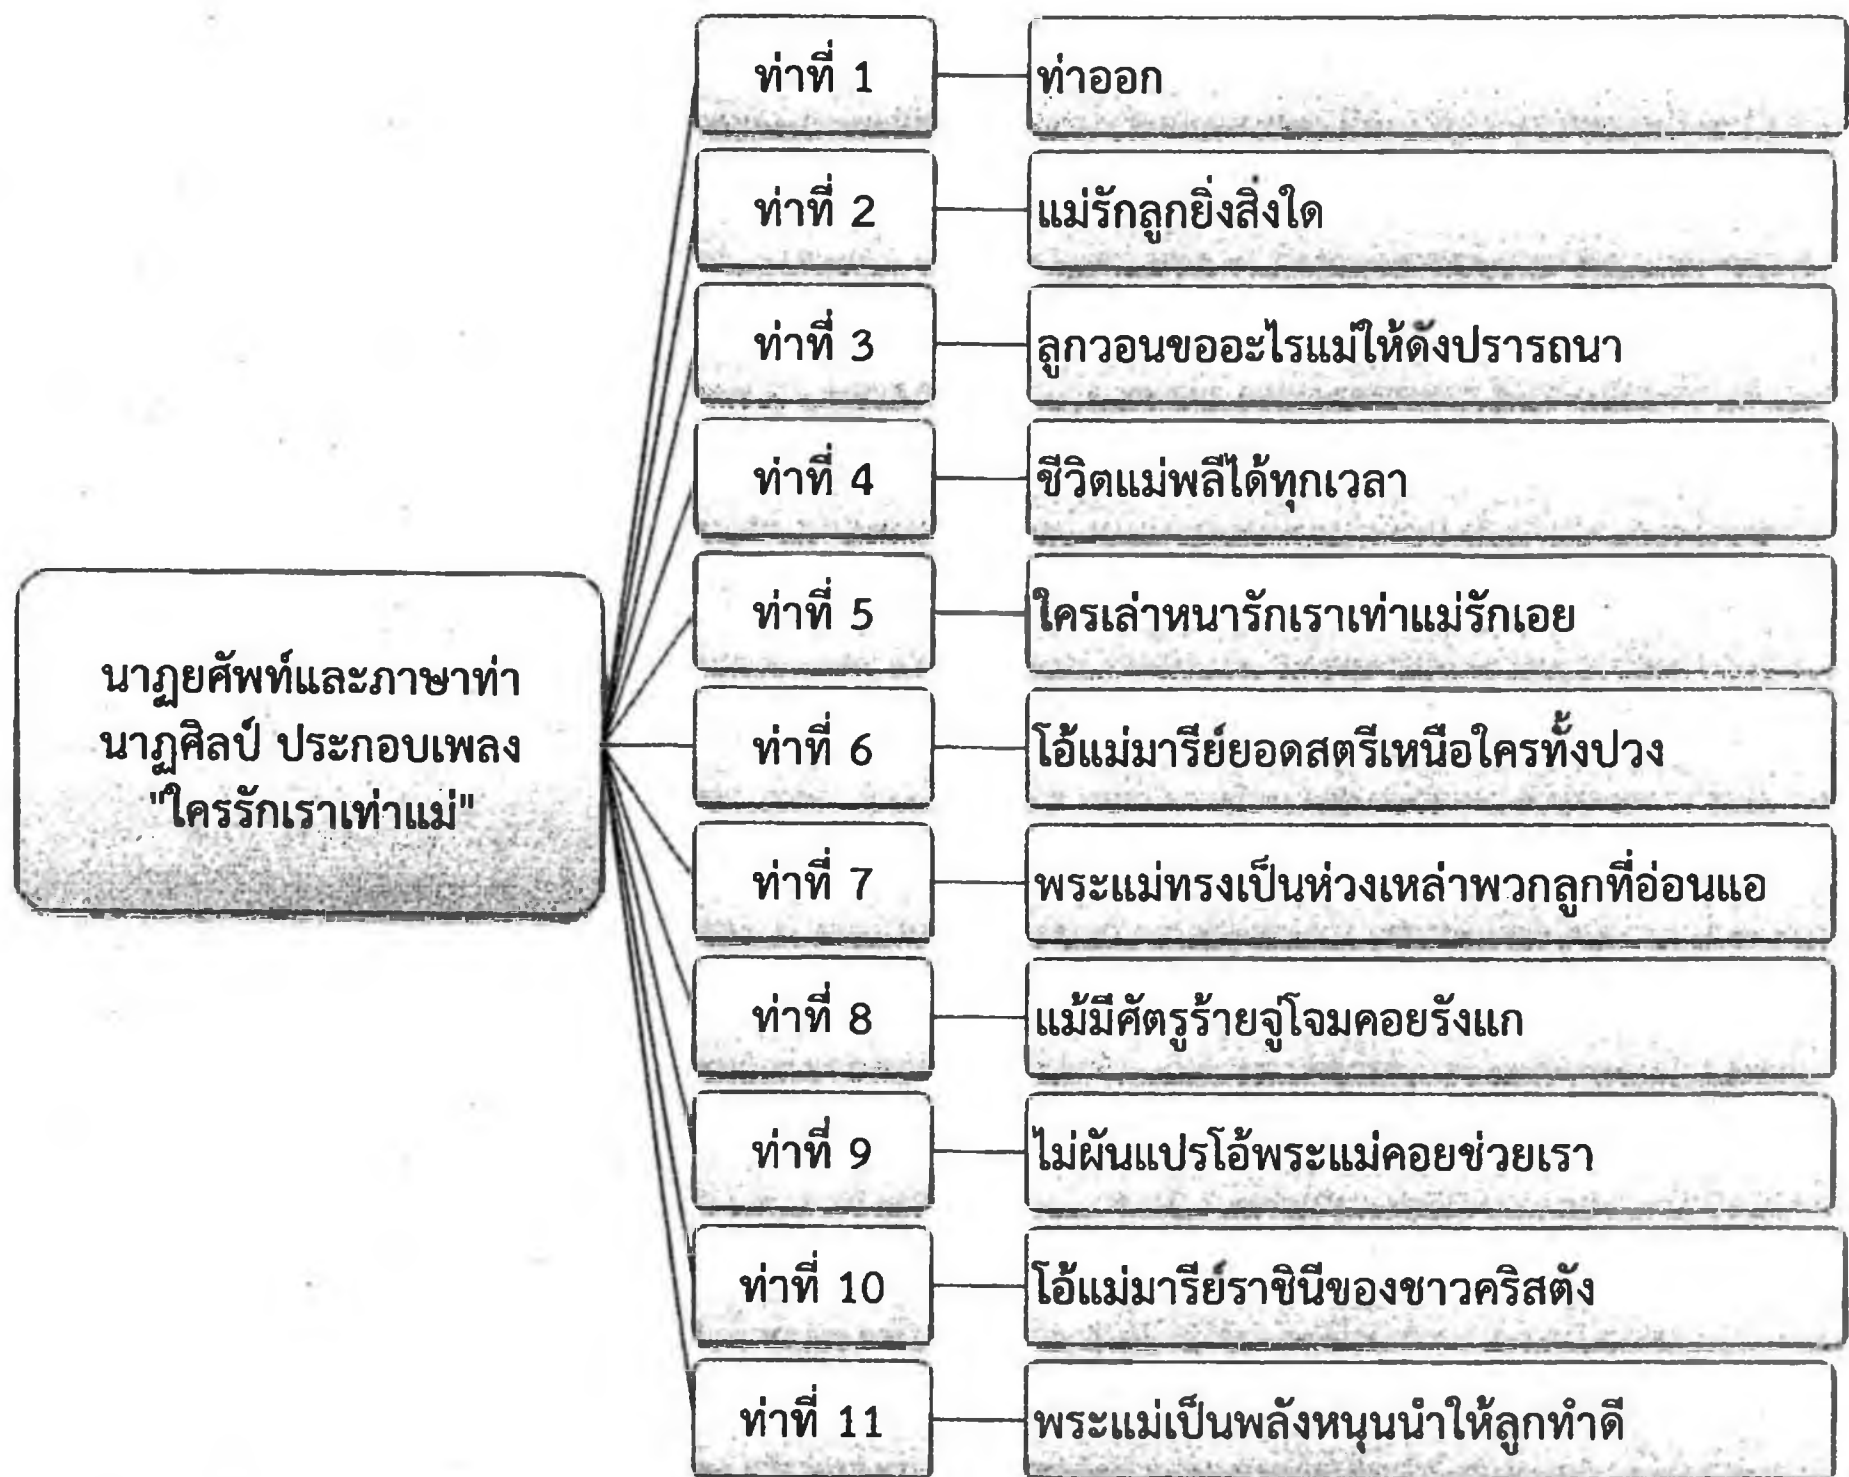 นาฏยศัพท์และภาษาท่า
นาฏศิลป์ ประกอบเพลง
"ใครรักเราเท่าแม่"
ท่าที่ 1
ท่าออก
ท่าที่ 2
แม่รักลูกยิ่งสิ่งใด
ท่าที่ 3
ลูกวอนขออะไรแม่ให้ดังปรารถนา
ท่าที่ 4
ชีวิตแม่พลีได้ทุกเวลา
ท่าที่ 5
ใครเล่าหนารักเราเท่าแม่รักเอย
ท่าที่ 6
โอ้แม่มารีย์ยอดสตรีเหนือใครทั้งปวง
ท่าที่ 7
พระแม่ทรงเป็นห่วงเหล่าพวกลูกที่อ่อนแอ
ท่าที่ 8
แม้มีศัตรูร้ายจู่โจมคอยรังแก
ท่าที่ 9
ไม่ผันแปรโอ้พระแม่คอยช่วยเรา
ท่าที่ 10
โอ้แม่มารีย์ราชินีของชาวคริสตัง
ท่าที่ 11
พระแม่เป็นพลังหนุนนำให้ลูกทำดี